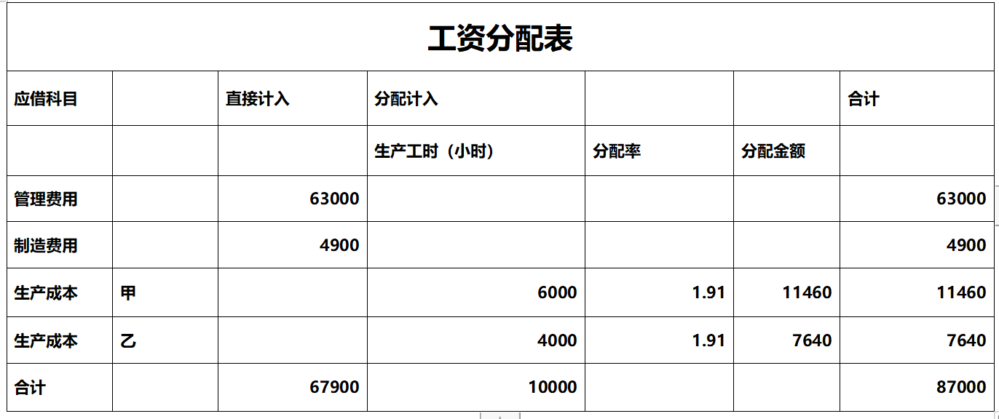 工资分配表
应借科目 直接计入 分配计入 合计
生产工时（小时） 分配率 分配金额
管理费用 63000 63000
制造费用 4900 4900
生产成本 甲 6000 1.91 11460 11460
生产成本 乙 4000 1.91 7640 7640
合计 67900 10000 87000